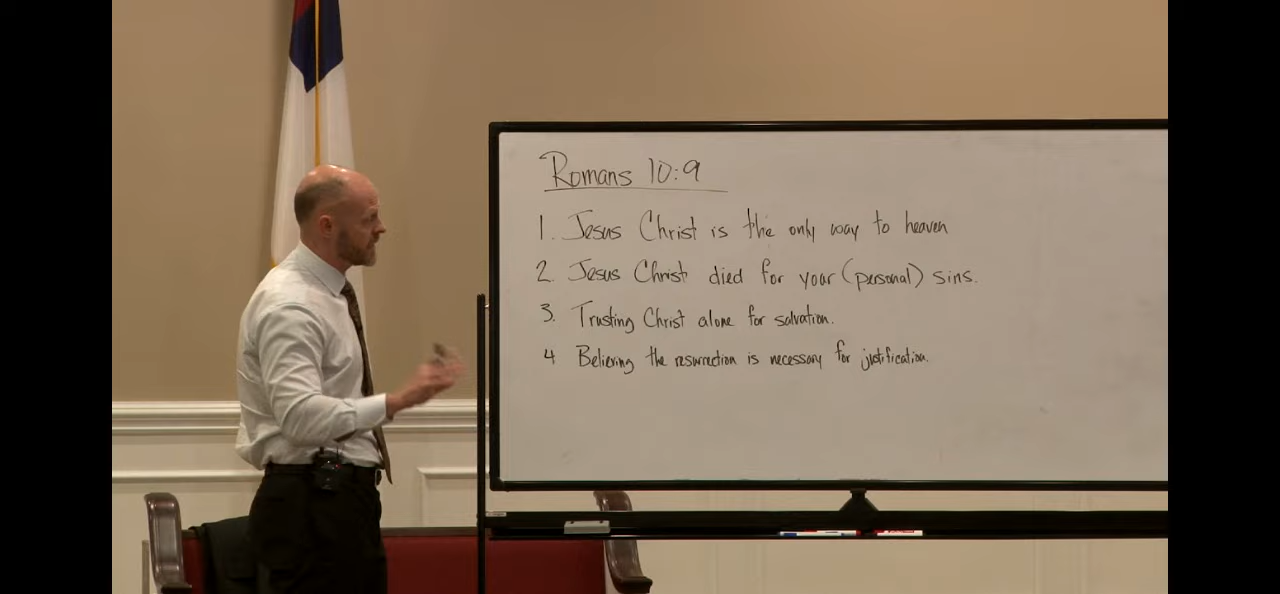 Romans 10:9
1. Jesus Christ is the only way to heaven
2. Jesus Christ died for your (personal) sins.
3. Trusting Christ alone for salvation.
4 Believing the resurrection is necessary for justification.